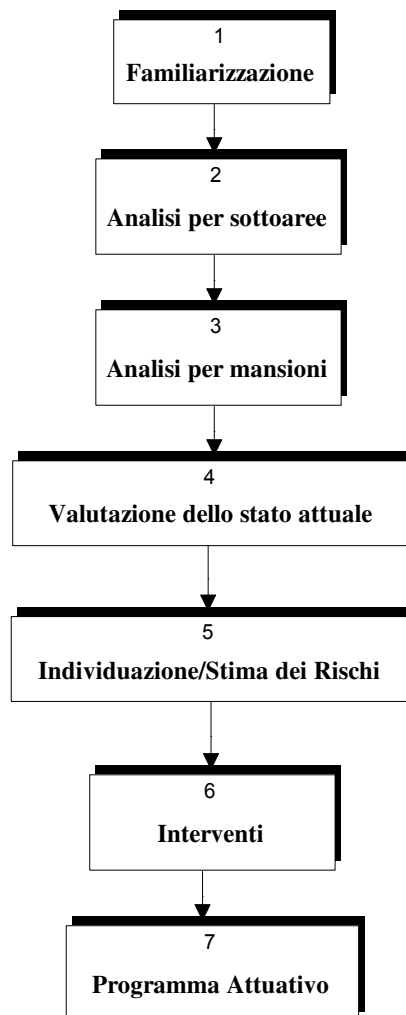 1
Familiarizzazione
2
Analisi per sottoaree
3
Analisi per mansioni
4
Valutazione dello stato attuale
5
Individuazione/Stima dei Rischi
6
Interventi
7
Programma Attuativo